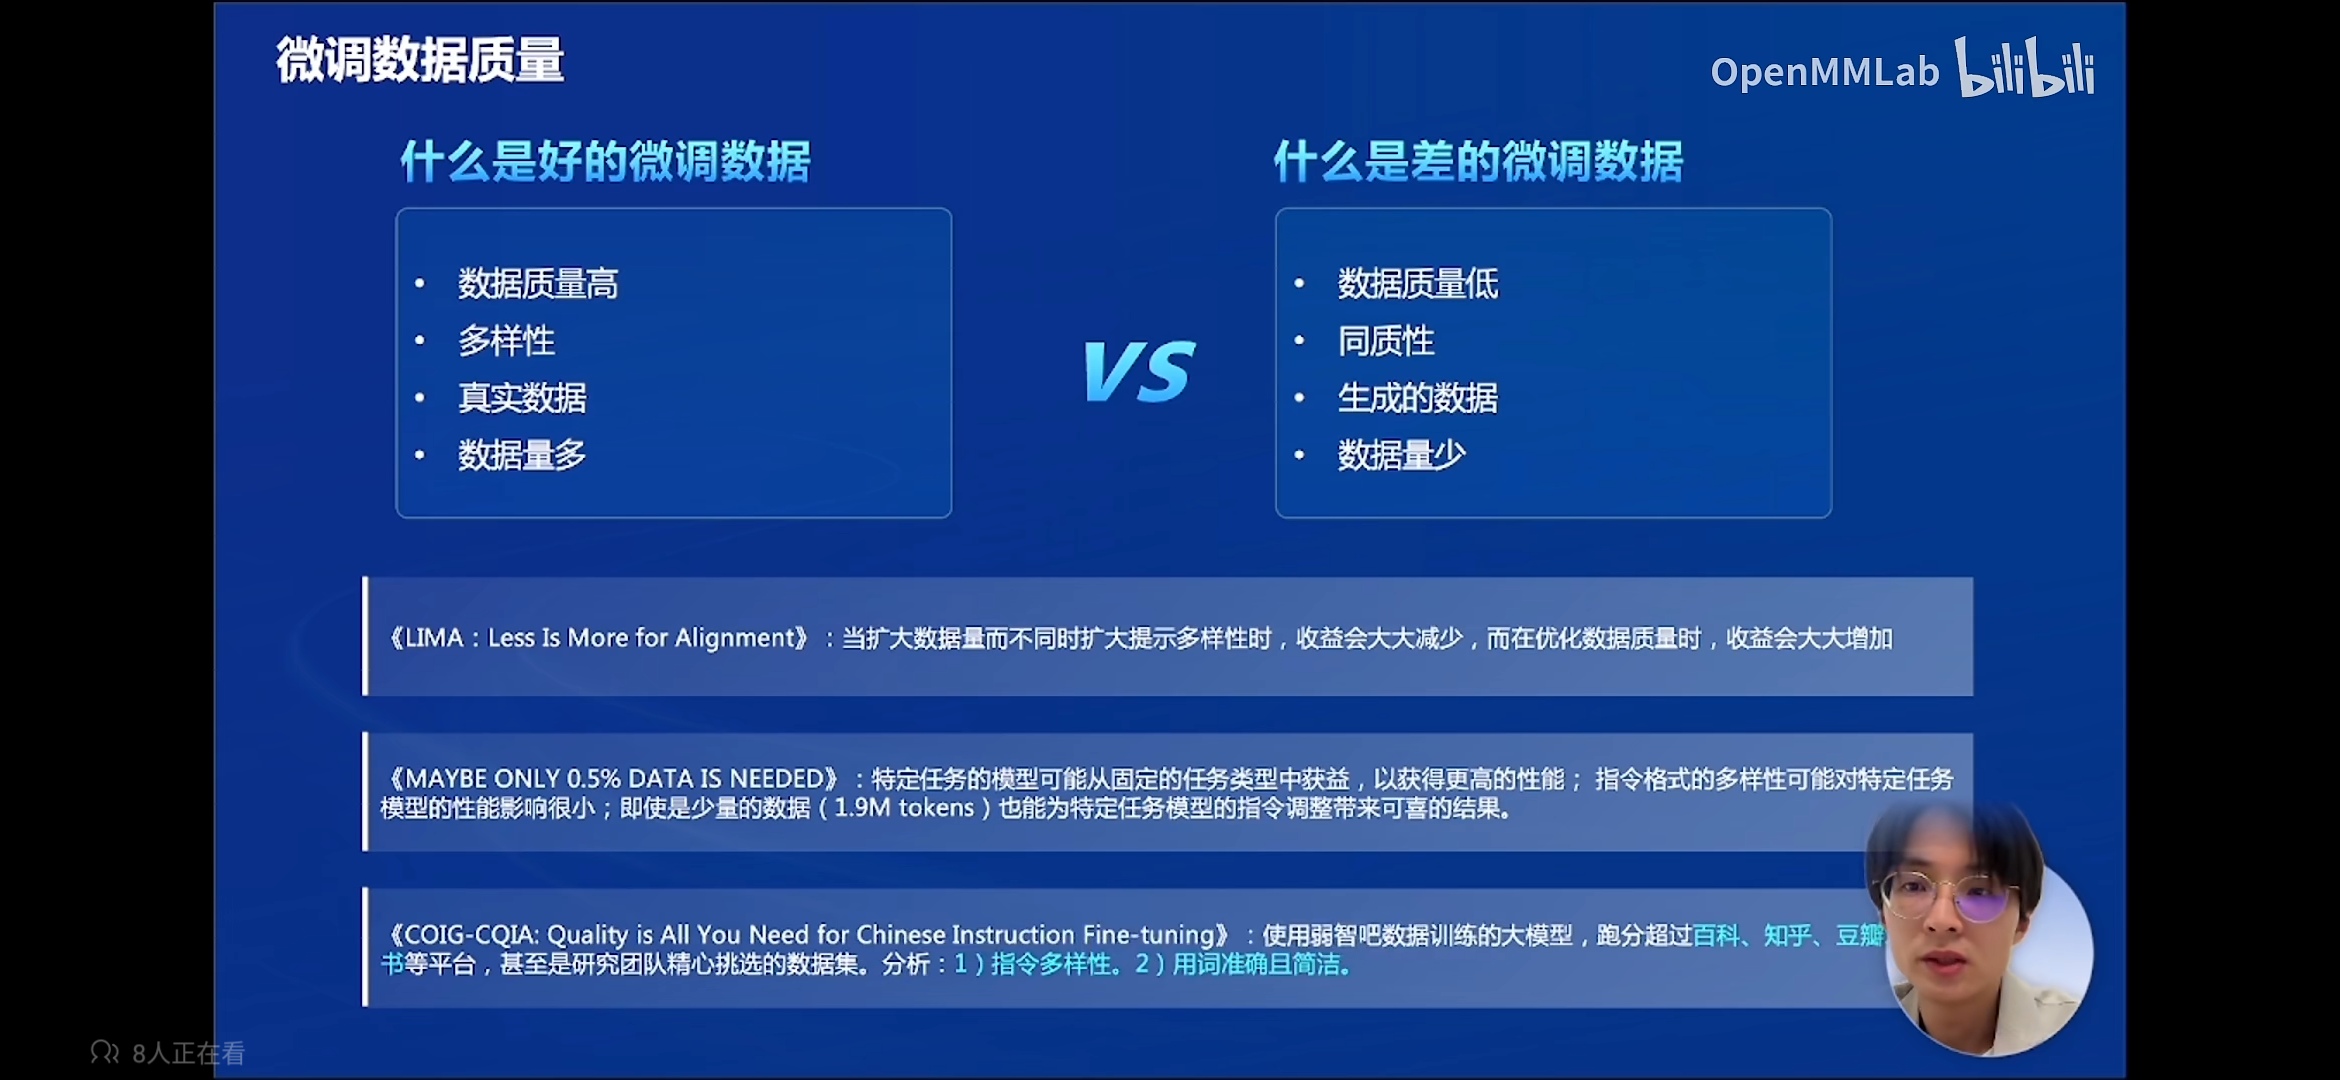 微调数据质量
OpenMMLab bilibili
什么是好的微调数据
• 数据质量高
• 多样性
• 真实数据
• 数据量多
VS
什么是差的微调数据
• 数据质量低
• 同质性
• 生成的数据
• 数据量少
《LIMA：Less Is More for Alignment》：当扩大数据量而不同时扩大提示多样性时，收益会大大减少，而在优化数据质量时，收益会大大增加
《MAYBE ONLY 0.5% DATA IS NEEDED》：特定任务的模型可能从固定的任务类型中获益，以获得更高的性能； 指令格式的多样性可能对特定任务
模型的性能影响很小；即使是少量的数据（1.9M tokens）也能为特定任务模型的指令调整带来可喜的结果。
《COIG-CQIA: Quality is All You Need for Chinese Instruction Fine-tuning》：使用弱智吧数据训练的大模型，跑分超过百科、知乎、豆瓣
书等平台，甚至是研究团队精心挑选的数据集。分析：1）指令多样性。2）用词准确且简洁。
8人正在看